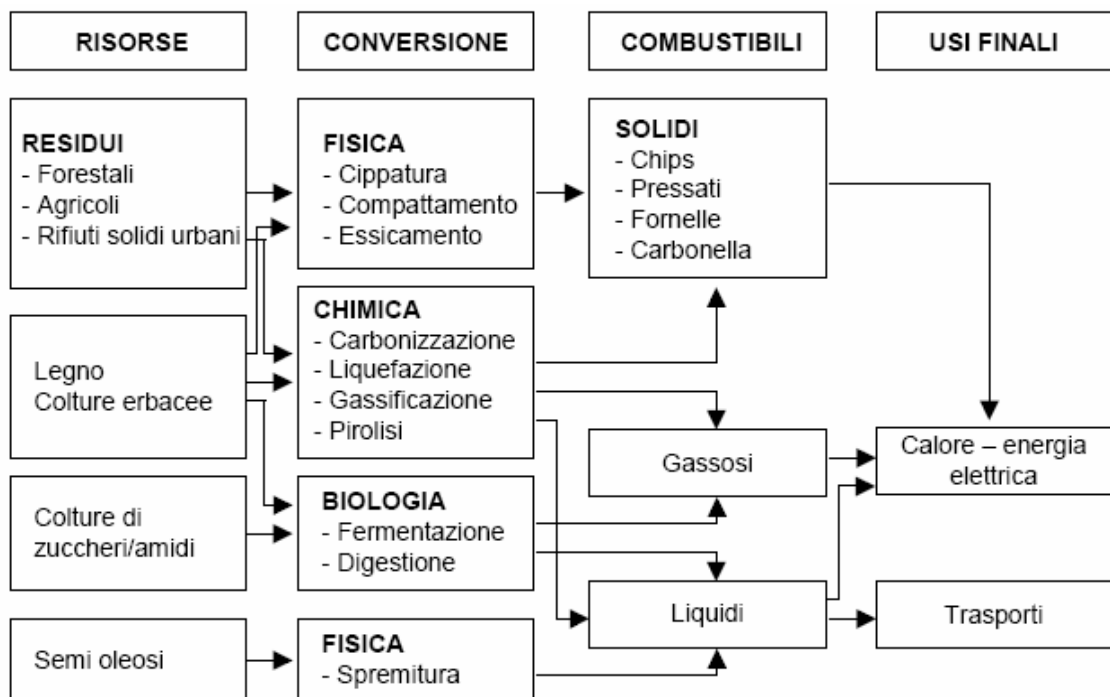 RISORSE
CONVERSIONE
COMBUSTIBILI
USI FINALI
RESIDUI
- Forestali
- Agricoli
- Rifiuti solidi urbani
Legno
Colture erbacee
Colture di
zuccheri/amidi
Semi oleosi
FISICA
- Cippatura
- Compattamento
- Essicamento
CHIMICA
- Carbonizzazione
- Liquefazione
- Gassificazione
- Pirolisi
BIOLOGIA
- Fermentazione
- Digestione
FISICA
- Spremitura
SOLIDI
- Chips
- Pressati
- Fornelle
- Carbonella
Gassosi
Liquidi
Calore – energia
elettrica
Trasporti